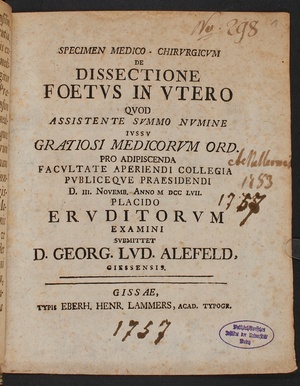 No: 298
SPECIMEN MEDICO-CHIRVRGICVM
DE
DISSECTIONE
FOETVS IN VTERO
QVOD
ASSISTENTE SVMMO NVMINE
IVSSV
GRATIOSI MEDICORVM ORD.
PRO ADIPISCENDA
FACVLTATE APERIENDI COLLEGIA
PVBLICEQVE PRAESIDENDI
D. III. NOVEMB. ANNO M DCC LVII.
PLACIDO
ERVDITORVM
EXAMINI
SVBMITTET
D. GEORG. LVD. ALEFELD,
GIESSENSIS.
1757
GISSAE,
TYPIS EBERH. HENR. LAMMERS, ACAD. TYPOGR.
1757